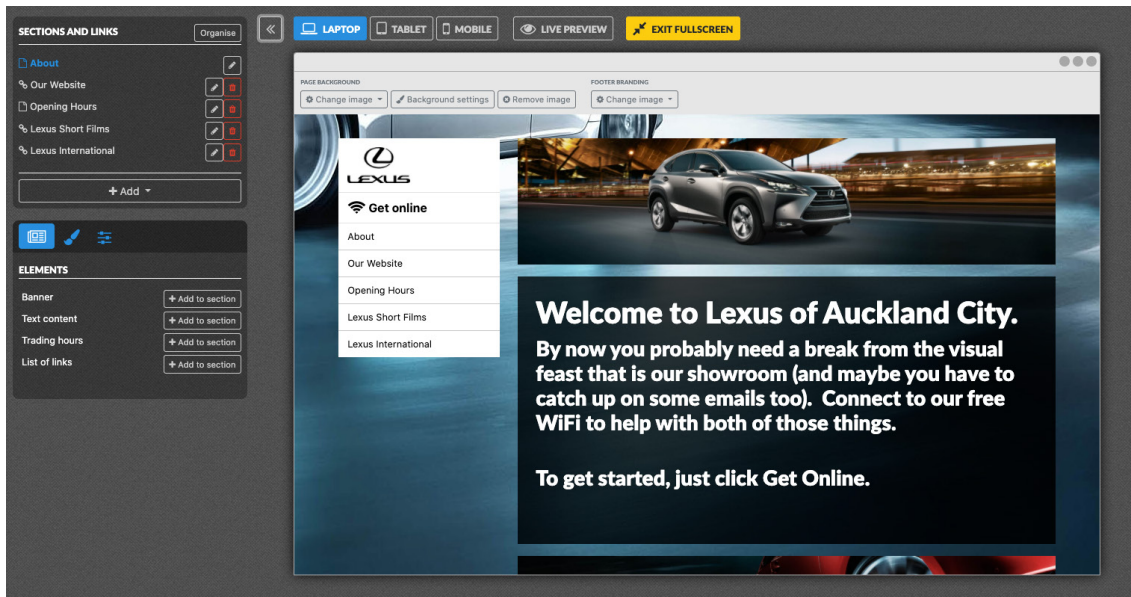 SECTIONS AND LINKS
Organise
About
Our Website
Opening Hours
Lexus Short Films
Lexus International
+ Add
ELEMENTS
Banner
+ Add to section
Text content
+ Add to section
Trading hours
+ Add to section
List of links
+ Add to section
LAPTOP
TABLET
MOBILE
LIVE PREVIEW
EXIT FULLSCREEN
PAGE BACKGROUND
Change image
Background settings
Remove image
FOOTER BRANDING
Change image
LEXUS
Get online
About
Our Website
Opening Hours
Lexus Short Films
Lexus International
Welcome to Lexus of Auckland City.
By now you probably need a break from the visual
feast that is our showroom (and maybe you have to
catch up on some emails too). Connect to our free
WiFi to help with both of those things.
To get started, just click Get Online.